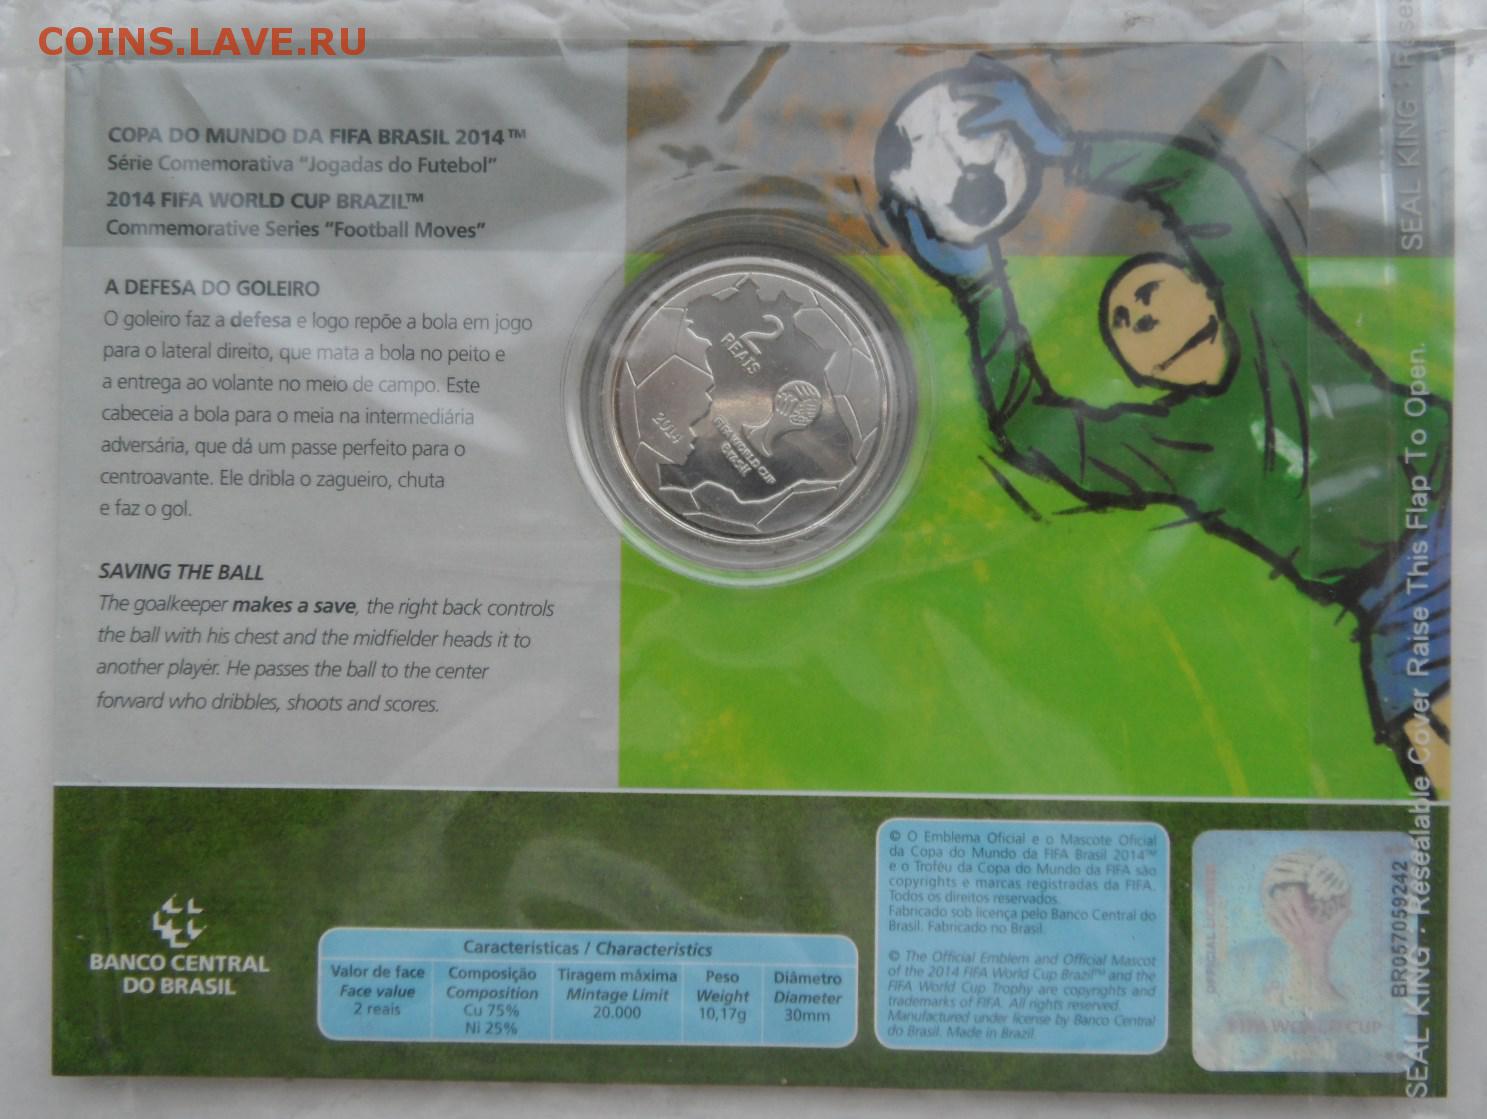 COINS.LAVE.RU
COPA DO MUNDO DA FIFA BRASIL 2014™
Série Comemorativa "Jogadas do Futebol"
2014 FIFA WORLD CUP BRAZIL™
Commemorative Series "Football Moves"
A DEFESA DO GOLEIRO
O goleiro faz a defesa e logo repõe a bola em jogo
para o lateral direito, que mata a bola no peito e
a entrega ao volante no meio de campo. Este
cabeceia a bola para o meia na intermediária
adversária, que dá um passe perfeito para o
centroavante. Ele dribla o zagueiro, chuta
e faz o gol.
SAVING THE BALL
The goalkeeper makes a save, the right back controls
the ball with his chest and the midfielder heads it to
another player. He passes the ball to the center
forward who dribbles, shoots and scores.
2
REAIS
2014
FIFA WORLD CUP
Brasil
BANCO CENTRAL
DO BRASIL
Características / Characteristics
Valor de face
Face value
2 reais
Composição
Composition
Cu 75%
Ni 25%
Tiragem máxima
Mintage Limit
20.000
Peso
Weight
10,17g
Diâmetro
Diameter
30mm
© O Emblema Oficial e o Mascote Oficial
da Copa do Mundo da FIFA Brasil 2014™
e o Troféu da Copa do Mundo da FIFA são
copyrights e marcas registradas da FIFA.
Todos os direitos reservados.
Fabricado sob licença pelo Banco Central do
Brasil. Fabricado no Brasil.
© The Official Emblem and Official Mascot
of the 2014 FIFA World Cup Brazil™ and the
FIFA World Cup Trophy are copyrights and
trademarks of FIFA. All rights reserved.
Manufactured under license by Banco Central
do Brasil. Made in Brazil.
FIFA WORLD CUP
BR057059242
SEAL KING · Resealable Cover Raise This Flap To Open. SEAL KING · Rese